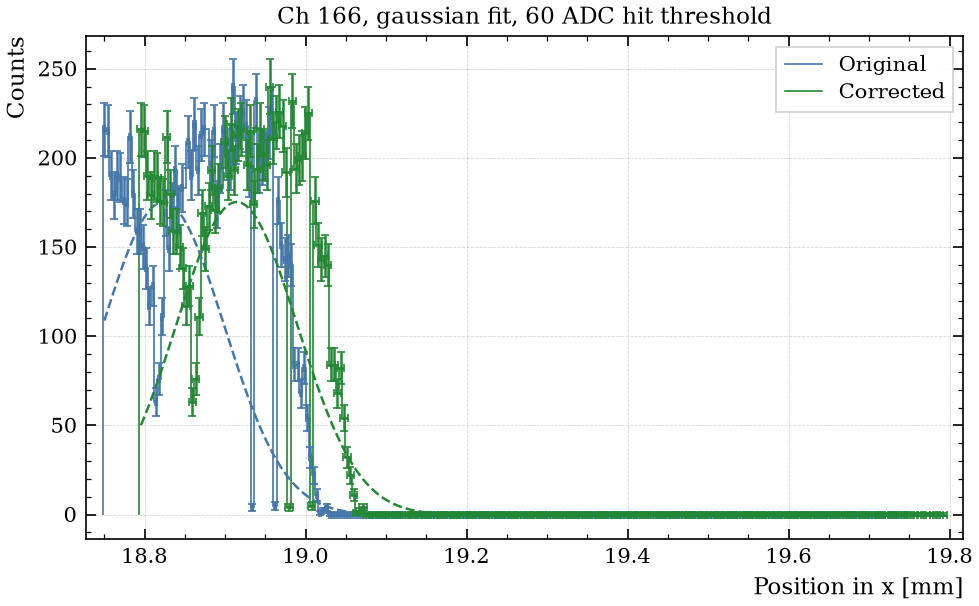 Ch 166, gaussian fit, 60 ADC hit threshold
Counts
250
200
150
100
50
0
Original
Corrected
18.8
19.0
19.2
19.4
19.6
19.8
Position in x [mm]